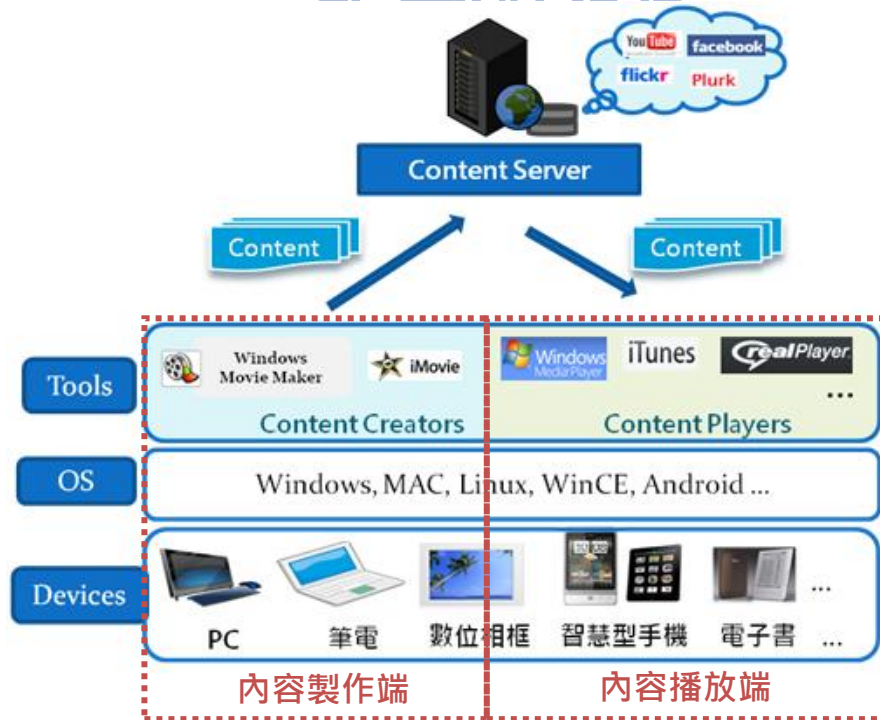 YouTube
facebook
flickr
Plurk
Content Server
Content
Content
Tools
Windows
Movie Maker
iMovie
Windows
Media Player
iTunes
realPlayer.
...
Content Creators
Content Players
OS
Windows, MAC, Linux, WinCE, Android ...
Devices
...
PC
筆電
數位相框
智慧型手機
電子書
...
內容製作端
內容播放端